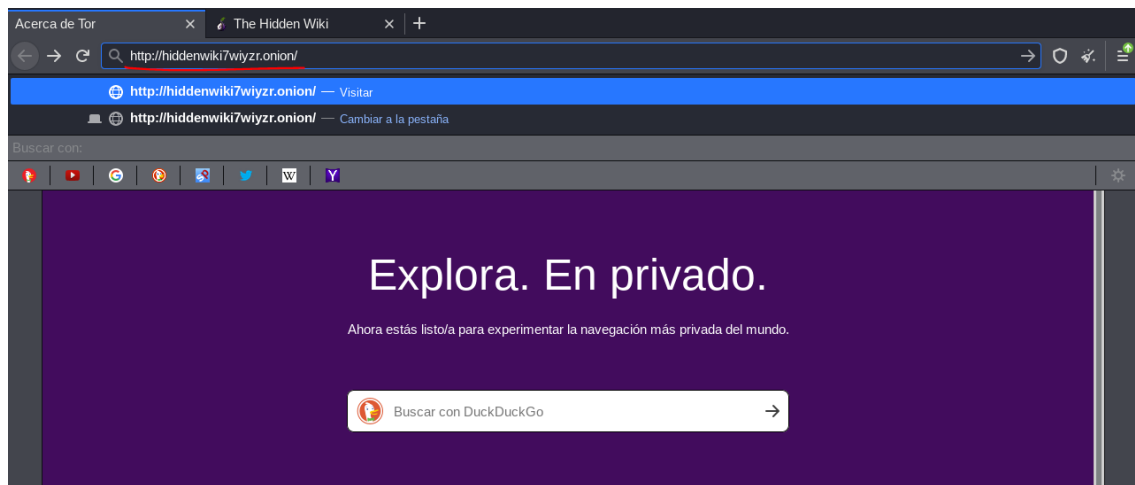 Acerca de Tor
The Hidden Wiki
http://hiddenwiki7wiyzr.onion/
http://hiddenwiki7wiyzr.onion/ — Visitar
http://hiddenwiki7wiyzr.onion/ — Cambiar a la pestaña
Buscar con:
G W Y
Explora. En privado.
Ahora estás listo/a para experimentar la navegación más privada del mundo.
Buscar con DuckDuckGo